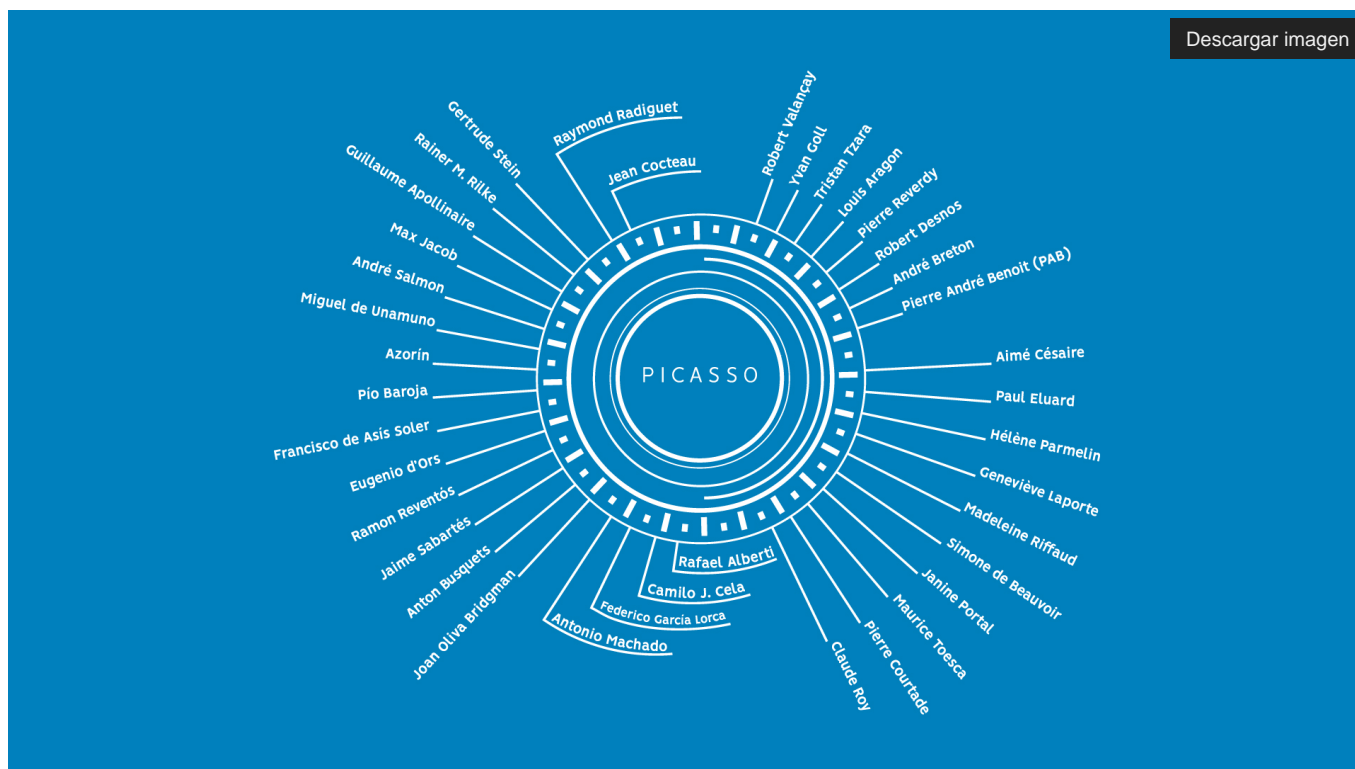 Descargar imagen
Raymond Radiguet
Jean Cocteau
Robert Valançay
Yvan Goll
Tristan Tzara
Louis Aragon
Pierre Reverdy
Robert Desnos
André Breton
Pierre André Benoit (PAB)
Aimé Césaire
Paul Eluard
Hélène Parmelin
Geneviève Laporte
Madeleine Riffaud
Simone de Beauvoir
Janine Portal
Maurice Toesca
Pierre Courtade
Claude Roy
Rafael Alberti
Camilo J. Cela
Federico García Lorca
Antonio Machado
Joan Oliva Bridgman
Anton Busquets
Jaime Sabartés
Ramon Reventós
Eugenio d'Ors
Francisco de Asís Soler
Pío Baroja
Azorín
Miguel de Unamuno
André Salmon
Max Jacob
Guillaume Apollinaire
Rainer M. Rilke
Gertrude Stein
PICASSO